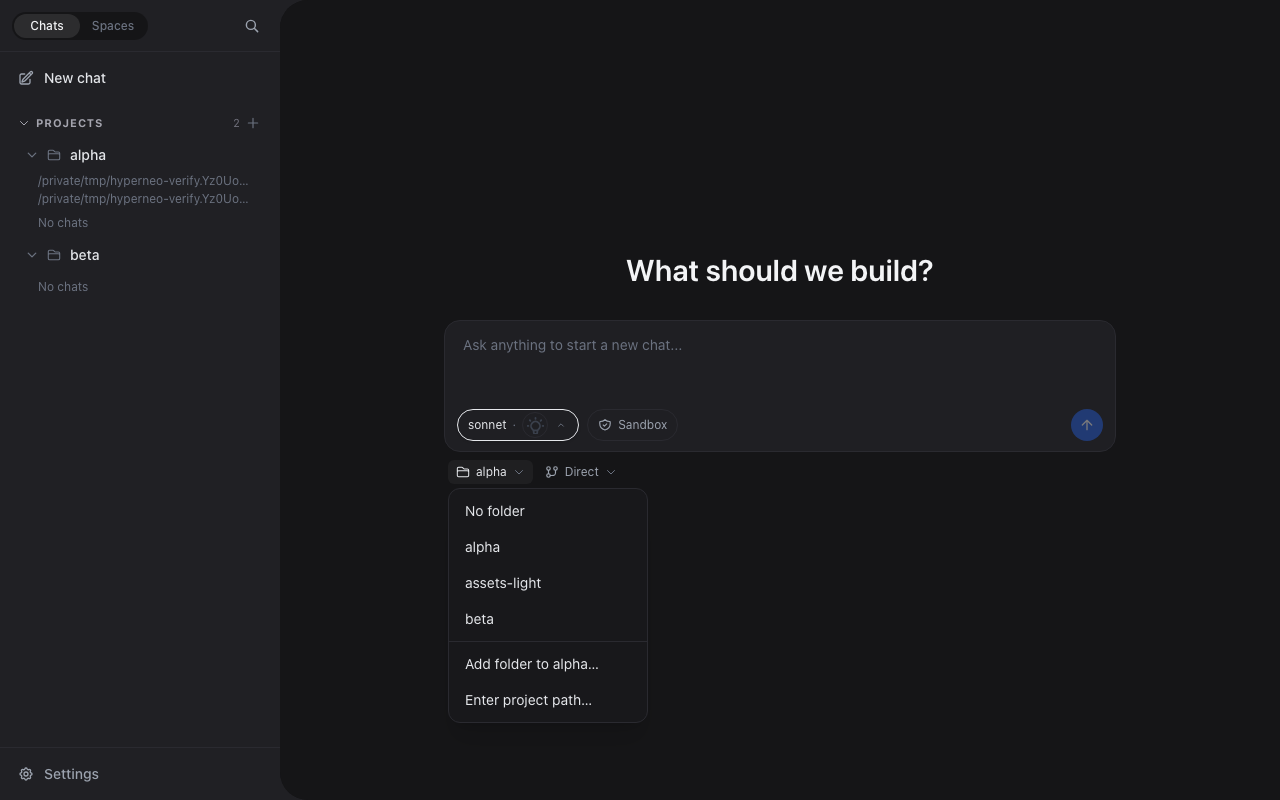 Chats Spaces
New chat
PROJECTS 2
alpha
/private/tmp/hyperneo-verify.Yz0Uo...
/private/tmp/hyperneo-verify.Yz0Uo...
No chats
beta
No chats
Settings
What should we build?
Ask anything to start a new chat...
sonnet · Sandbox
alpha Direct
No folder
alpha
assets-light
beta
Add folder to alpha...
Enter project path...